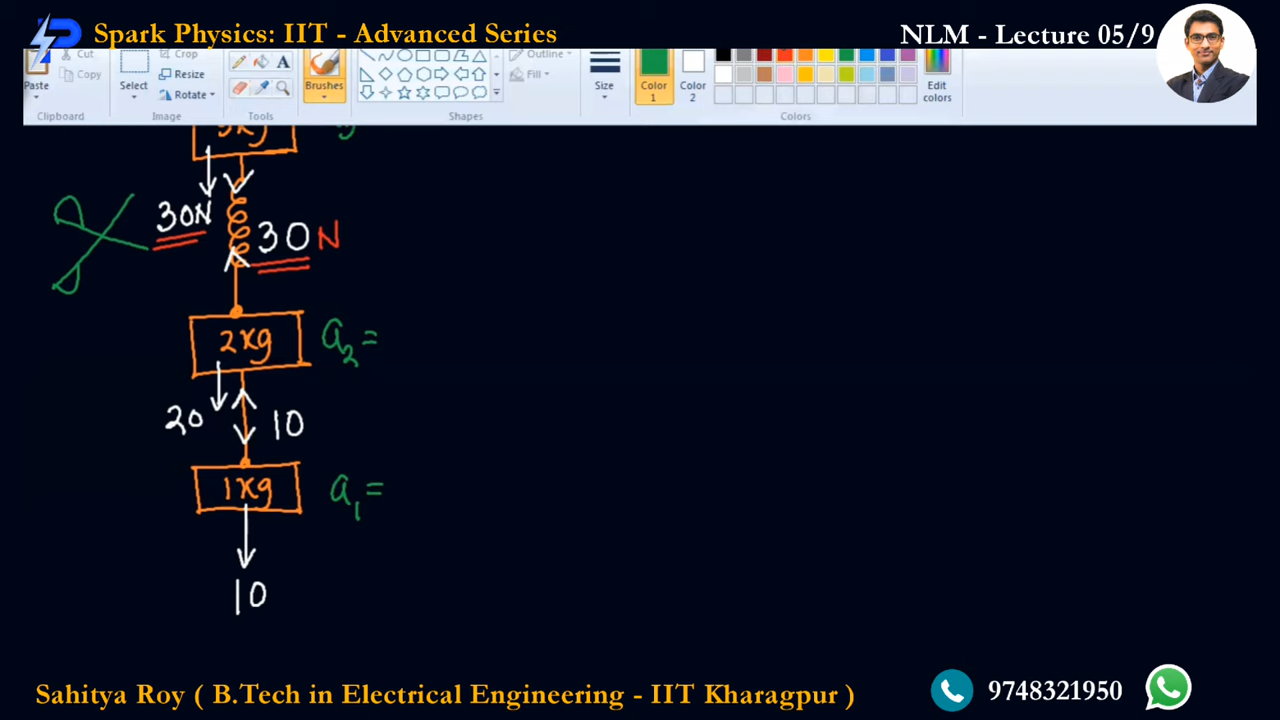 Spark Physics: IIT - Advanced Series
NLM - Lecture 05/9
Cut
Copy
Paste
Clipboard
Select
Crop
Resize
Rotate
Image
A
Tools
Brushes
Outline
Fill
Shapes
Size
Color 1
Color 2
Edit colors
Colors
30N
30N
2kg
a2 =
20
10
1kg
a1 =
10
Sahitya Roy ( B.Tech in Electrical Engineering - IIT Kharagpur )
9748321950